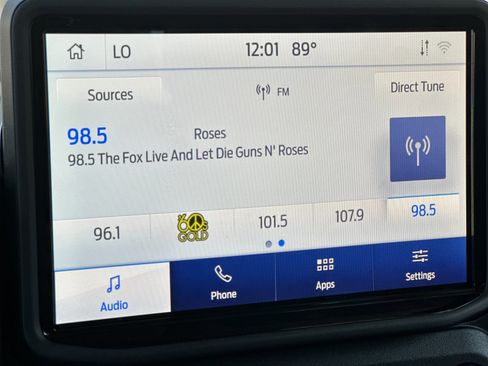 LO 12:01 89°
Sources FM Direct Tune
98.5 Roses
98.5 The Fox Live And Let Die Guns N' Roses
96.1 60s GOLD 101.5 107.9 98.5
Audio Phone Apps Settings